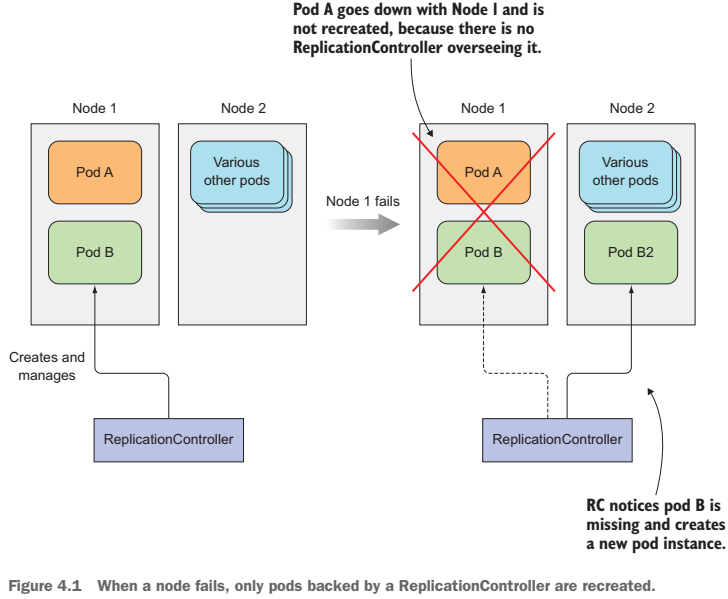 Pod A goes down with Node 1 and is
not recreated, because there is no
ReplicationController overseeing it.
Node 1
Node 2
Pod A
Various
other pods
Pod B
Creates and
manages
ReplicationController
Node 1 fails
Node 1
Node 2
Pod A
Various
other pods
Pod B
Pod B2
ReplicationController
RC notices pod B is
missing and creates
a new pod instance.
Figure 4.1 When a node fails, only pods backed by a ReplicationController are recreated.